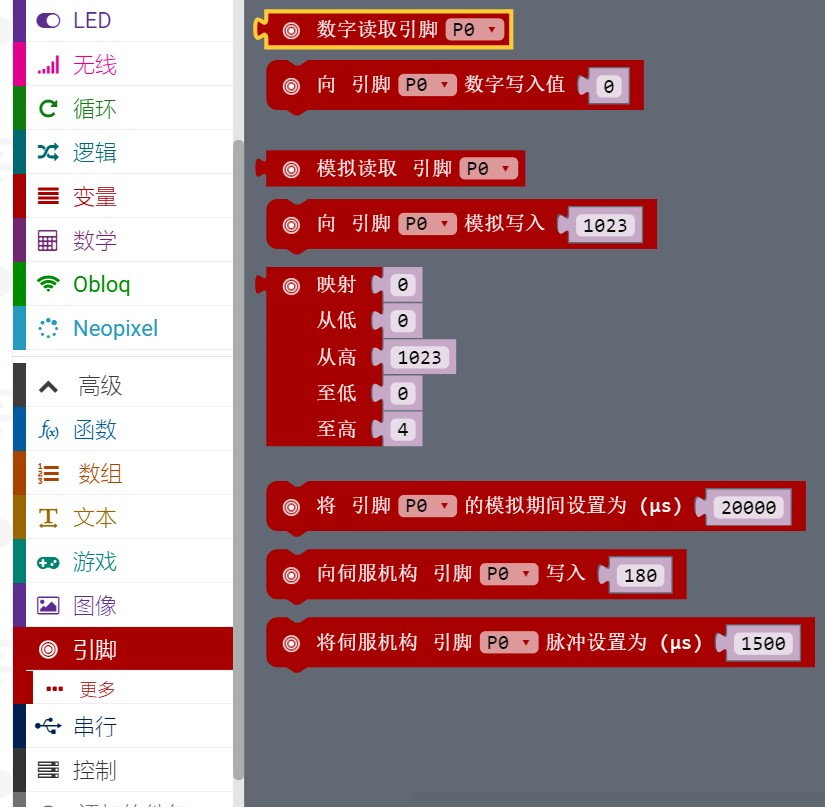 LED
无线
循环
逻辑
变量
数学
Obloq
Neopixel
高级
f(x) 函数
数组
文本
游戏
图像
引脚
更多
串行
控制
数字读取引脚 P0
向 引脚 P0 数字写入值 0
模拟读取 引脚 P0
向 引脚 P0 模拟写入 1023
映射 0
从低 0
从高 1023
至低 0
至高 4
将 引脚 P0 的模拟期间设置为 (µs) 20000
向伺服机构 引脚 P0 写入 180
将伺服机构 引脚 P0 脉冲设置为 (µs) 1500